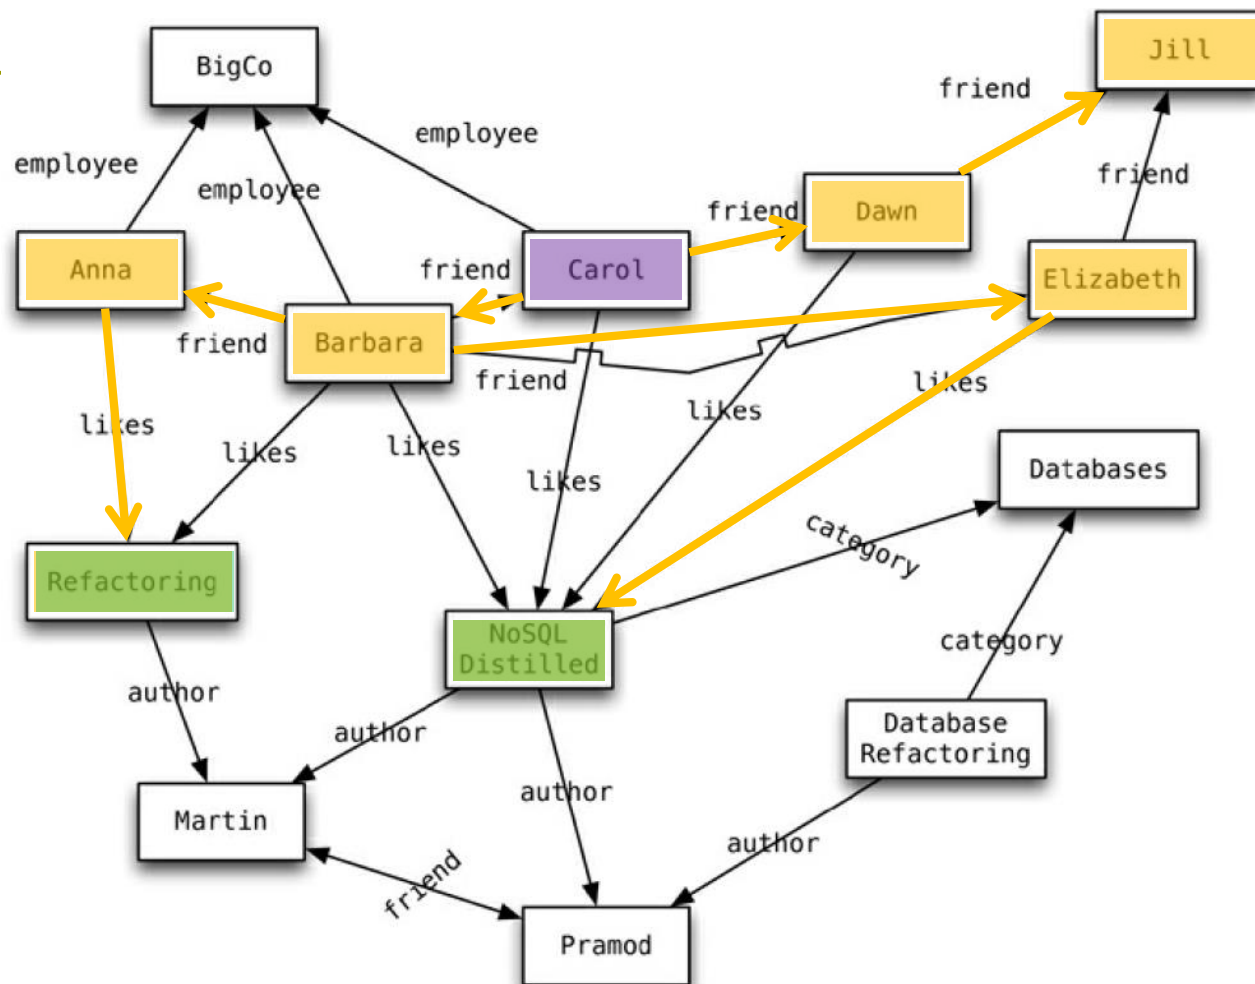 BigCo
Jill
friend
employee
employee
employee
friend
friend
Dawn
Anna
friend
Carol
Elizabeth
friend
Barbara
friend
likes
likes
likes
likes
likes
likes
Databases
category
Refactoring
NoSQL
Distilled
category
author
author
Database
Refactoring
author
Martin
author
friend
Pramod